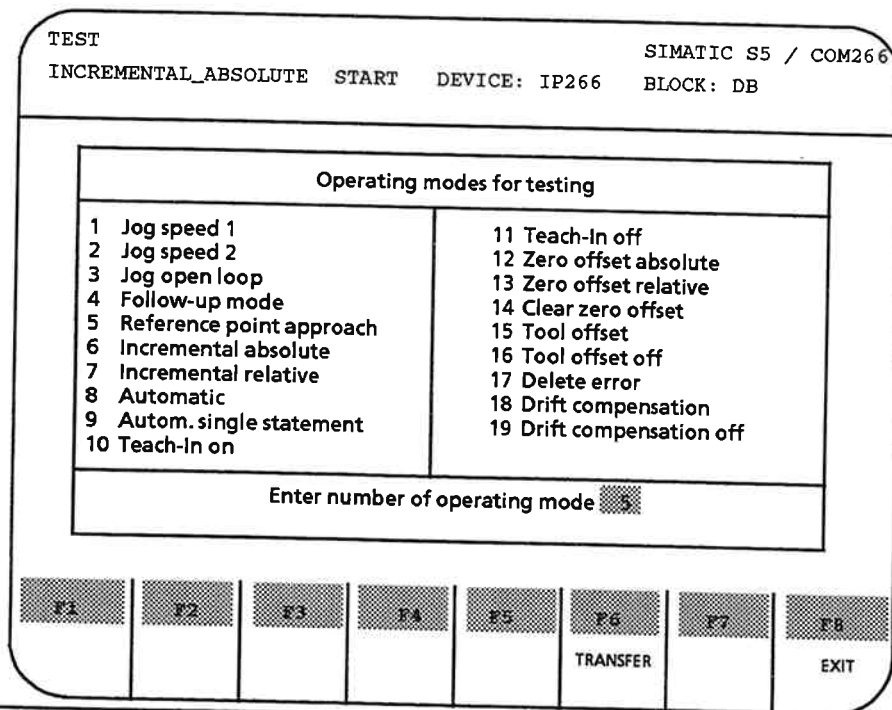 TEST
SIMATIC S5 / COM266
INCREMENTAL_ABSOLUTE START DEVICE: IP266 BLOCK: DB
Operating modes for testing
1 Jog speed 1
2 Jog speed 2
3 Jog open loop
4 Follow-up mode
5 Reference point approach
6 Incremental absolute
7 Incremental relative
8 Automatic
9 Autom. single statement
10 Teach-In on
11 Teach-In off
12 Zero offset absolute
13 Zero offset relative
14 Clear zero offset
15 Tool offset
16 Tool offset off
17 Delete error
18 Drift compensation
19 Drift compensation off
Enter number of operating mode 5
F1 F2 F3 F4 F5 F6 F7 F8
TRANSFER EXIT